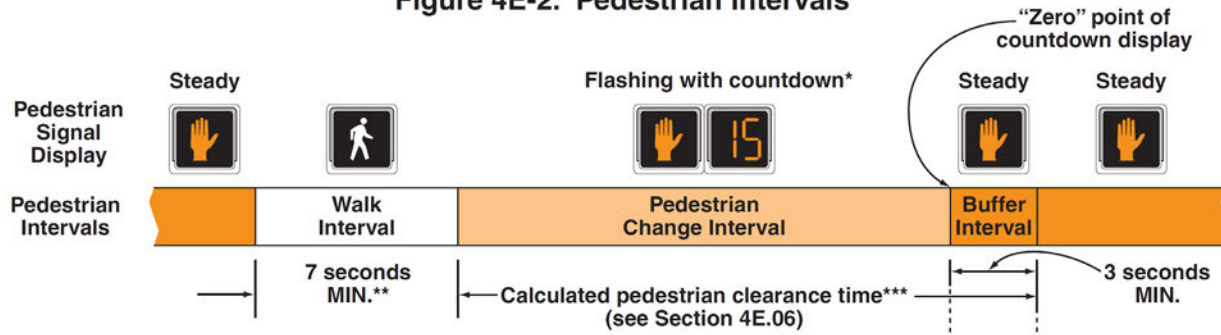 Figure 4E-2. Pedestrian Intervals
“Zero” point of
countdown display
Steady
Flashing with countdown*
Steady
Steady
Pedestrian
Signal
Display
15
Pedestrian
Intervals
Walk
Interval
Pedestrian
Change Interval
Buffer
Interval
7 seconds
MIN.**
Calculated pedestrian clearance time***
(see Section 4E.06)
3 seconds
MIN.